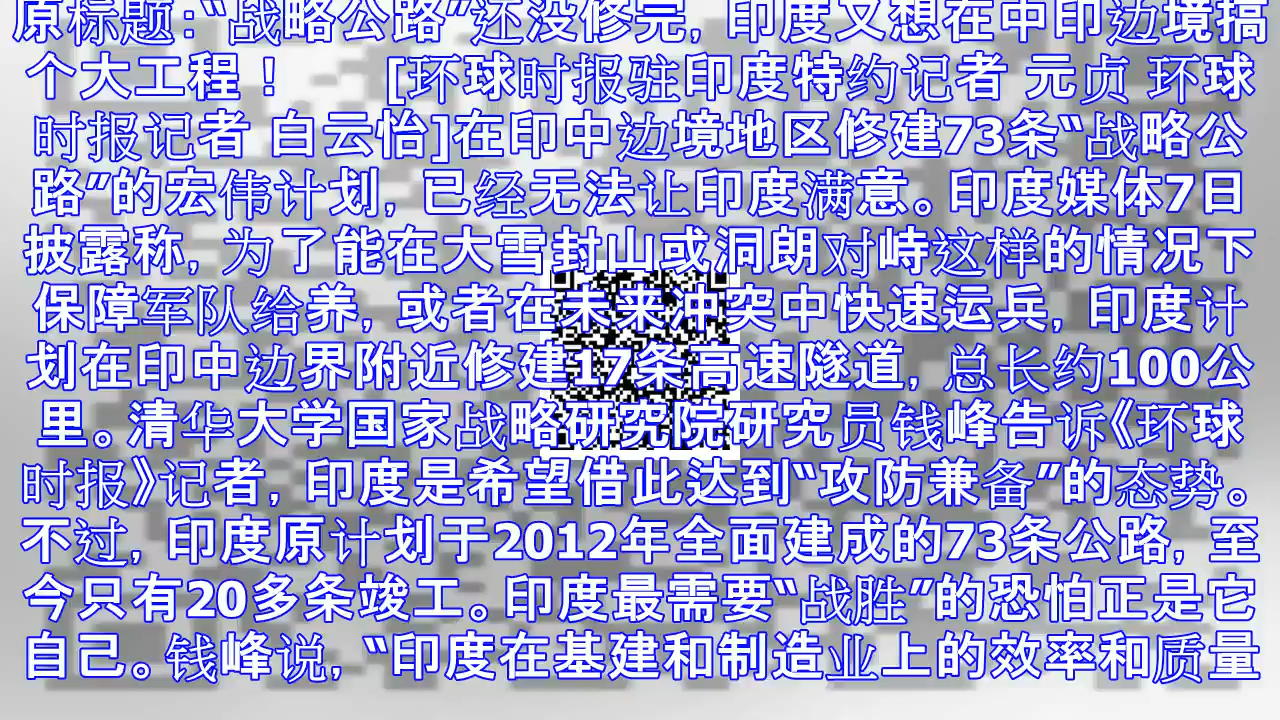 原标题：“战略公路”还没修完, 印度又想在中印边境搞
个大工程！ [环球时报驻印度特约记者 元贞 环球
时报记者 白云怡]在印中边境地区修建73条“战略公
路”的宏伟计划, 已经无法让印度满意。印度媒体7日
披露称, 为了能在大雪封山或洞朗对峙这样的情况下
保障军队给养, 或者在未来冲突中快速运兵, 印度计
划在印中边界附近修建17条高速隧道, 总长约100公
里。清华大学国家战略研究院研究员钱峰告诉《环球
时报》记者, 印度是希望借此达到“攻防兼备”的态势。
不过, 印度原计划于2012年全面建成的73条公路, 至
今只有20多条竣工。印度最需要“战胜”的恐怕正是它
自己。钱峰说, “印度在基建和制造业上的效率和质量